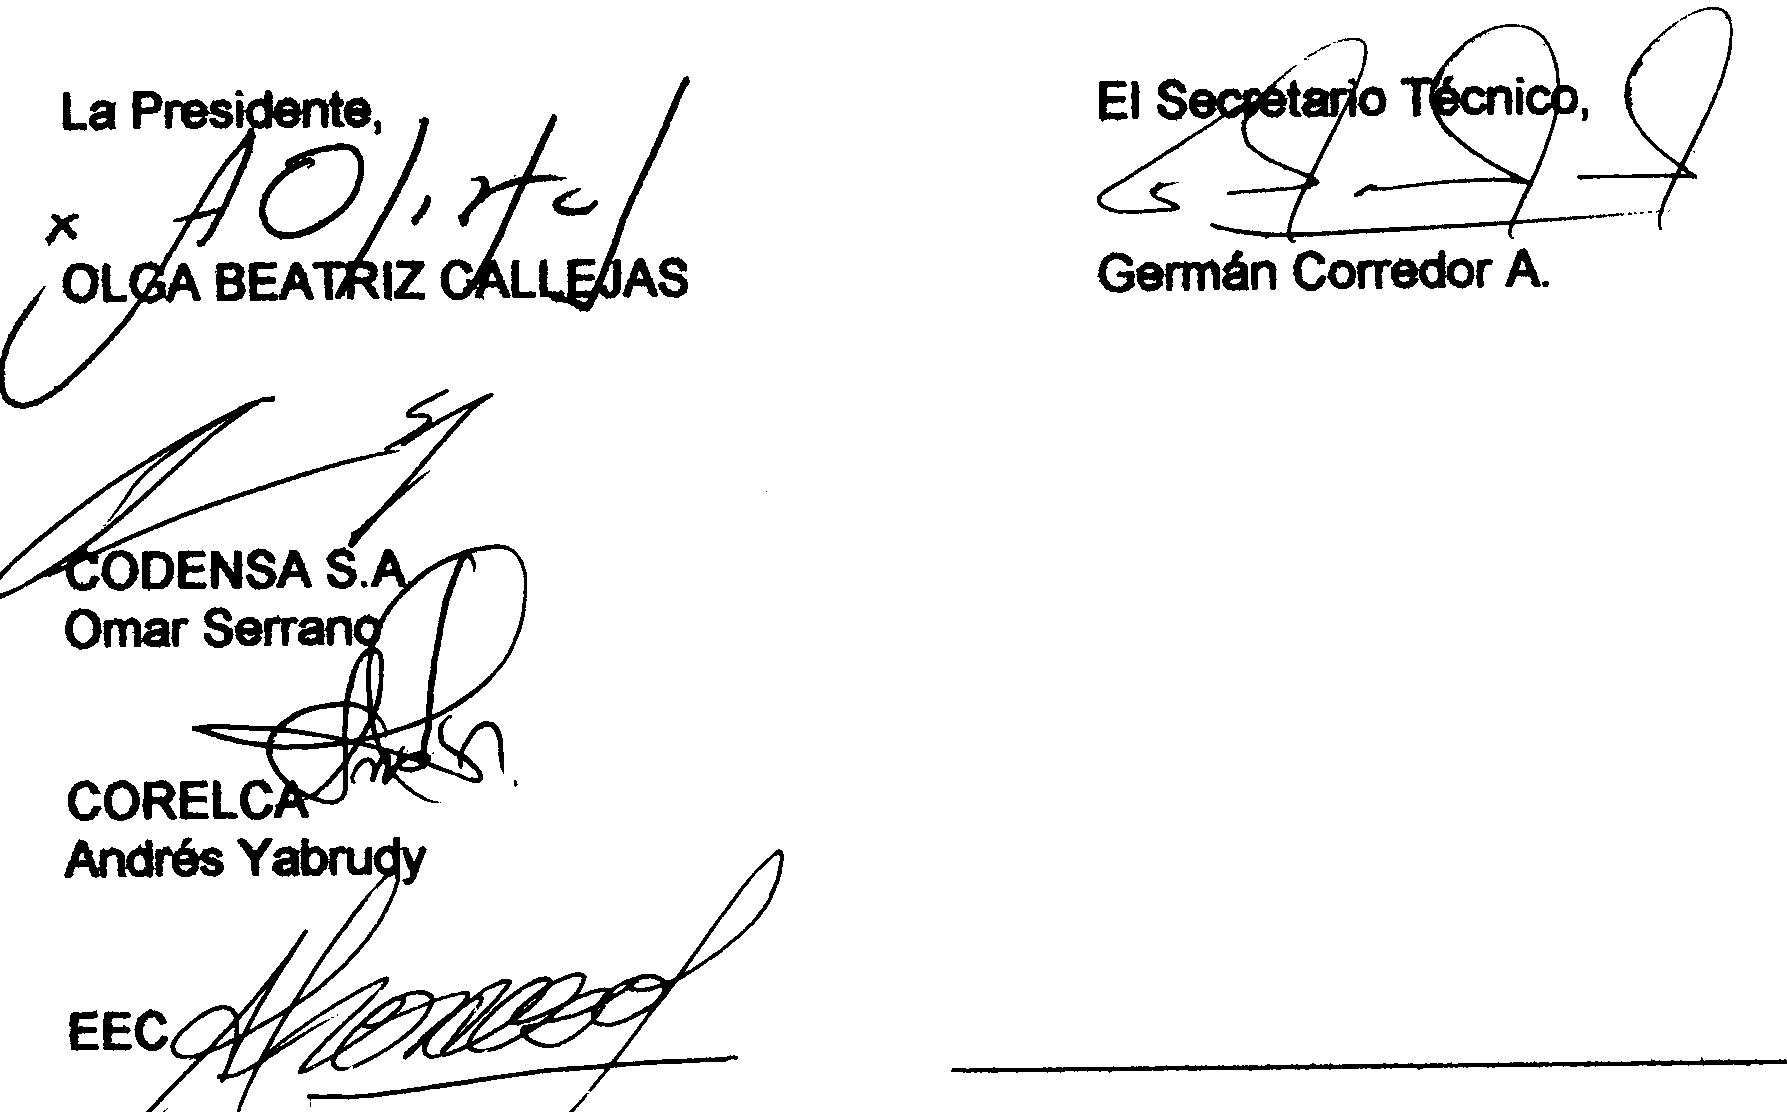 La Presidente,
El Secretario Técnico,
x
OLGA BEATRIZ CALLEJAS
Germán Corredor A.
CODENSA S.A
Omar Serrano
CORELCA
Andrés Yabrudy
EEC